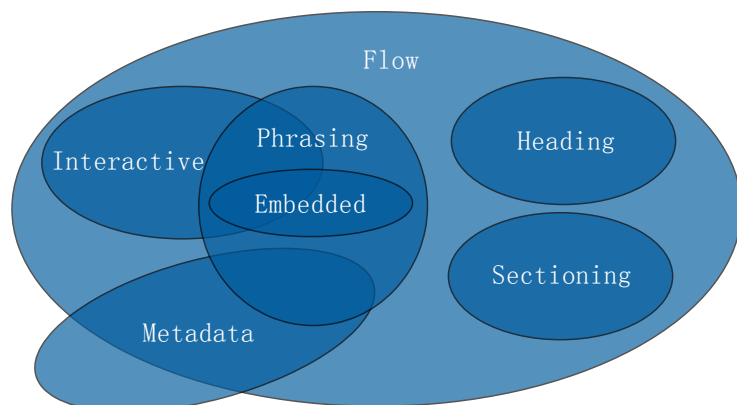 Flow
Phrasing
Interactive
Heading
Embedded
Sectioning
Metadata